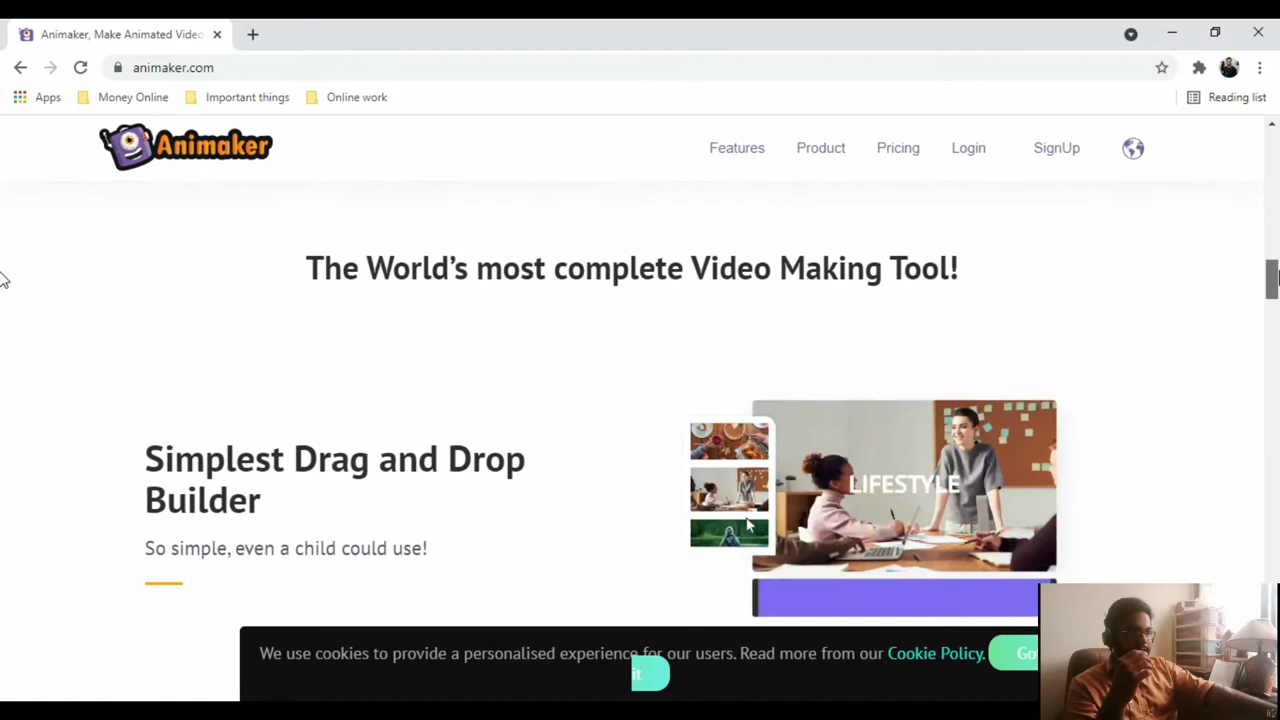 Animaker, Make Animated Video
animaker.com
Apps
Money Online
Important things
Online work
Reading list
Animaker
Features
Product
Pricing
Login
SignUp
The World's most complete Video Making Tool!
LIFESTYLE
Simplest Drag and Drop
Builder
So simple, even a child could use!
We use cookies to provide a personalised experience for our users. Read more from our Cookie Policy.
Go
it